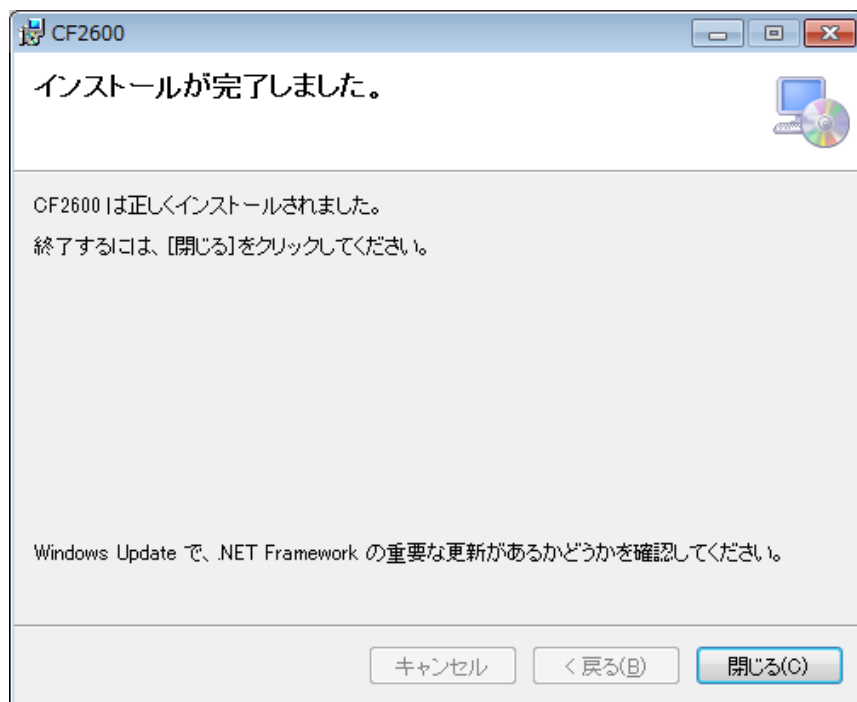 CF2600
インストールが完了しました。
CF2600 は正しくインストールされました。
終了するには、[閉じる]をクリックしてください。
Windows Update で、.NET Framework の重要な更新があるかどうかを確認してください。
キャンセル
< 戻る(B)
閉じる(C)